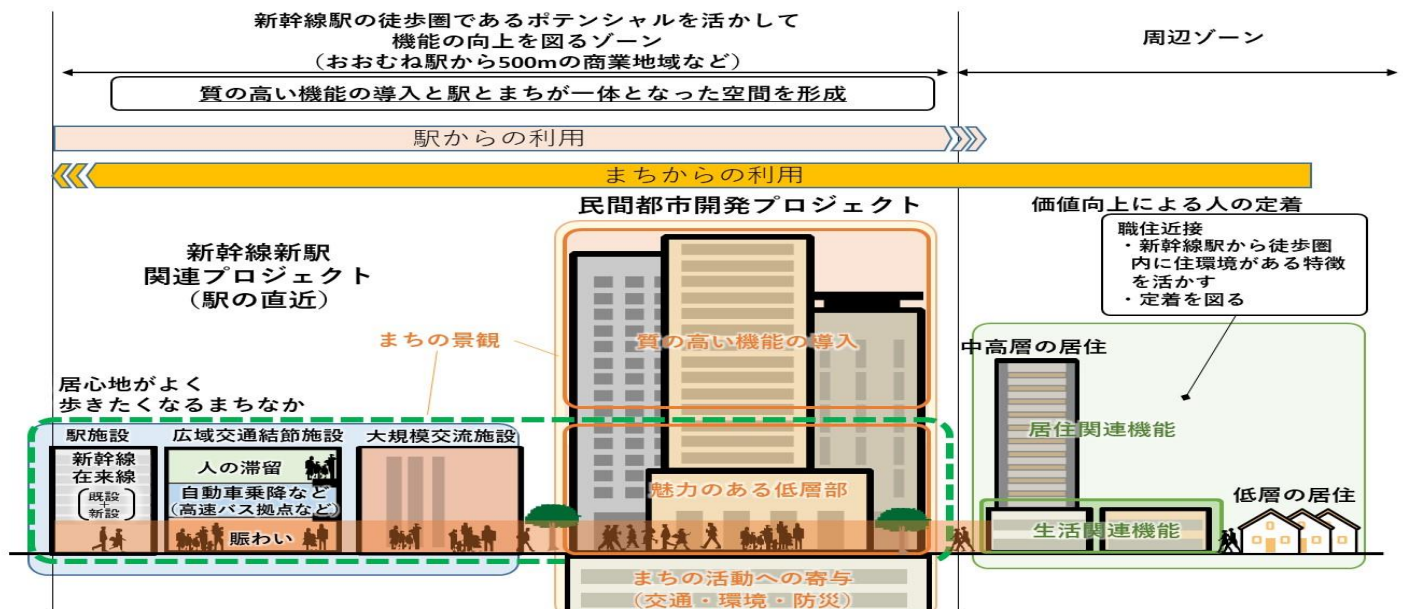 新幹線駅の徒歩圏であるポテンシャルを活かして
機能の向上を図るゾーン
（おおむね駅から500mの商業地域など）
周辺ゾーン
質の高い機能の導入と駅とまちが一体となった空間を形成
駅からの利用
まちからの利用
民間都市開発プロジェクト
価値向上による人の定着
職住近接
・新幹線駅から徒歩圏
内に住環境がある特徴
を活かす
・定着を図る
新幹線新駅
関連プロジェクト
（駅の直近）
まちの景観
質の高い機能の導入
中高層の居住
居心地がよく
歩きたくなるまちなか
駅施設
広域交通結節施設
大規模交流施設
新幹線
在来線
既設
+
新設
人の滞留
自動車乗降など
(高速バス拠点など)
賑わい
魅力のある低層部
居住関連機能
低層の居住
生活関連機能
まちの活動への寄与
（交通・環境・防災）